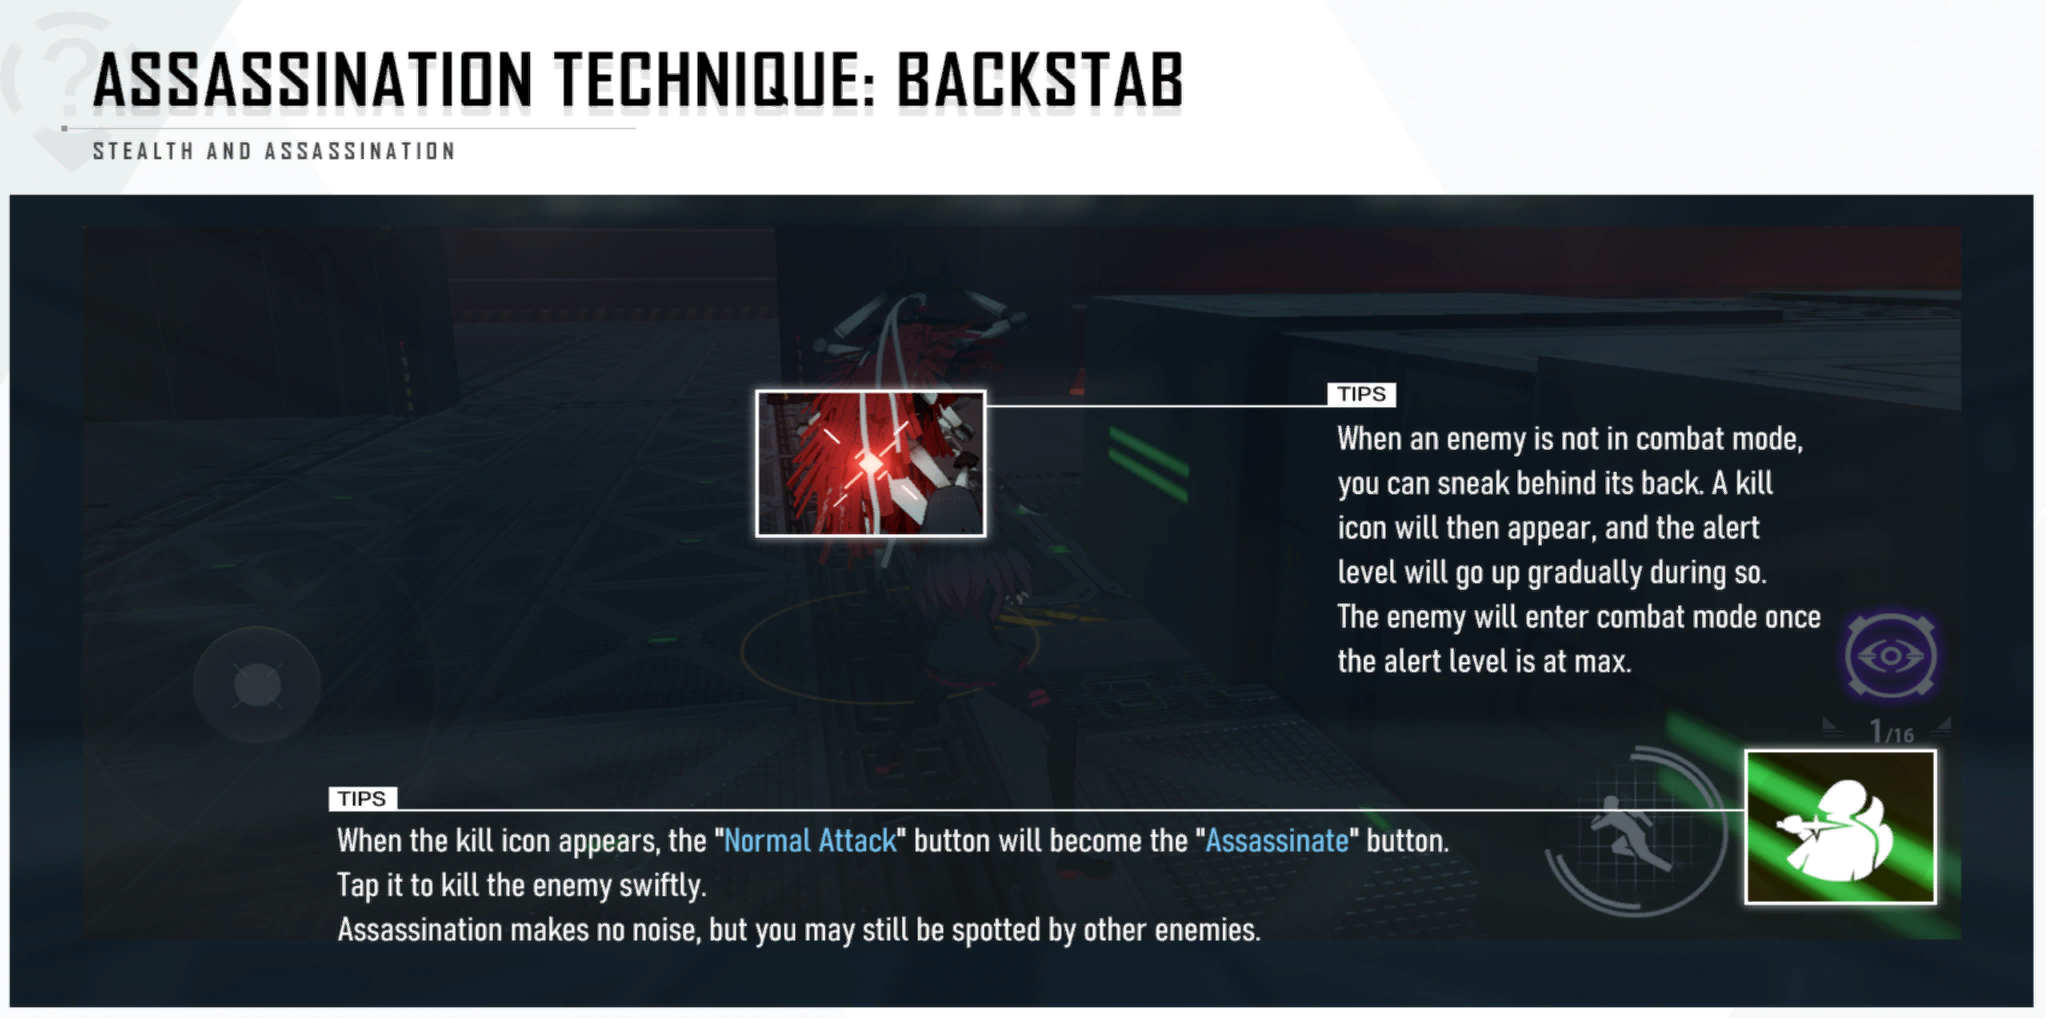 ASSASSINATION TECHNIQUE: BACKSTAB
STEALTH AND ASSASSINATION
TIPS
When an enemy is not in combat mode,
you can sneak behind its back. A kill
icon will then appear, and the alert
level will go up gradually during so.
The enemy will enter combat mode once
the alert level is at max.
1/16
TIPS
When the kill icon appears, the "Normal Attack" button will become the "Assassinate" button.
Tap it to kill the enemy swiftly.
Assassination makes no noise, but you may still be spotted by other enemies.